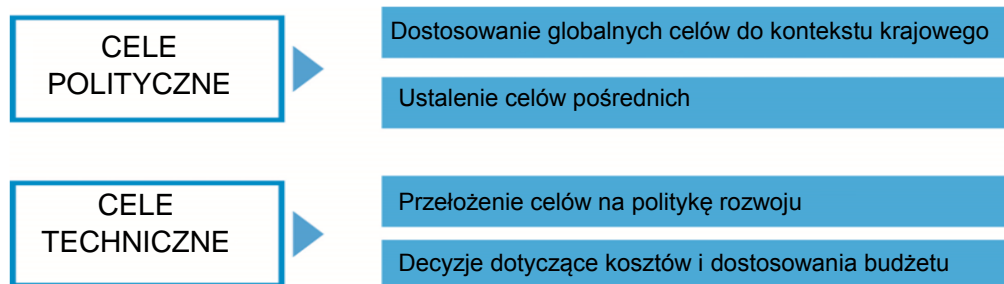 CELE
POLITYCZNE
Dostosowanie globalnych celów do kontekstu krajowego
Ustalenie celów pośrednich
CELE
TECHNICZNE
Przełożenie celów na politykę rozwoju
Decyzje dotyczące kosztów i dostosowania budżetu